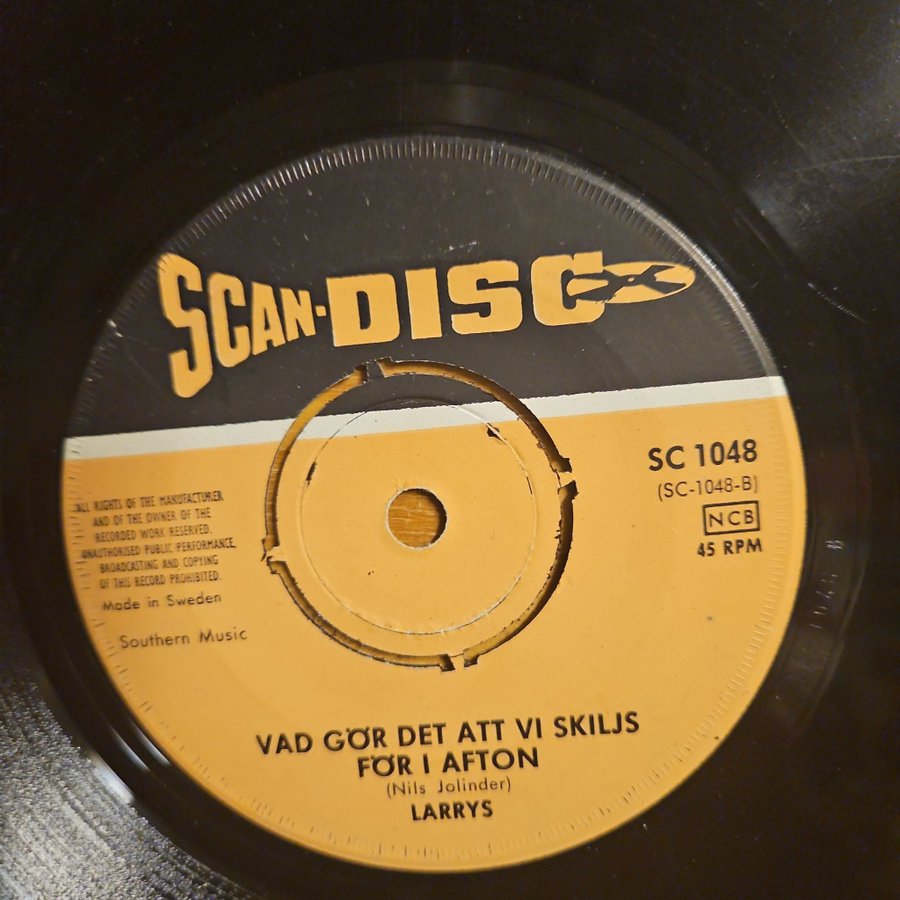 SCAN-DISC
SC 1048
(SC-1048-B)
NCB
45 RPM
ALL RIGHTS OF THE MANUFACTURER
AND OF THE OWNER OF THE
RECORDED WORK RESERVED.
UNAUTHORISED PUBLIC PERFORMANCE,
BROADCASTING AND COPYING
OF THIS RECORD PROHIBITED.
Made in Sweden
Southern Music
VAD GÖR DET ATT VI SKILJS
FÖR I AFTON
(Nils Jolinder)
LARRYS